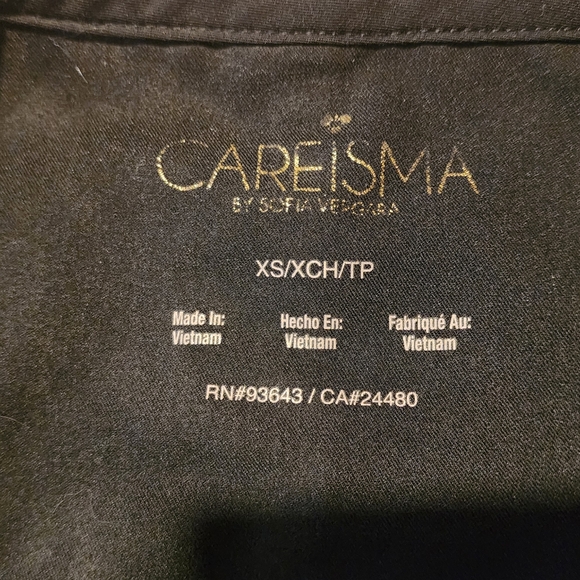 CAREISMA
BY SOFIA VERGARA
XS/XCH/TP
Made In: Hecho En: Fabriqué Au:
Vietnam Vietnam Vietnam
RN#93643 / CA#24480